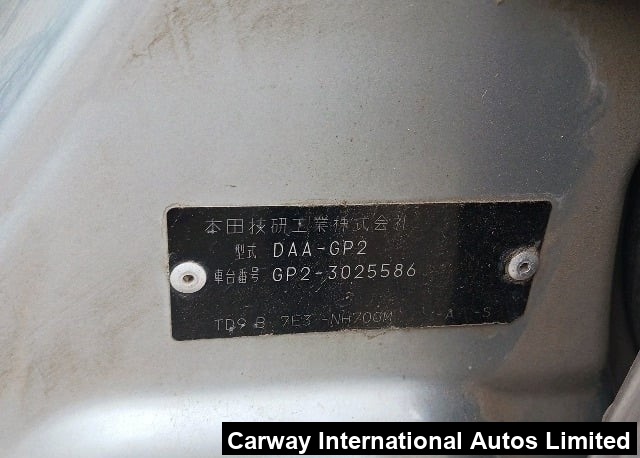 本田技研工業株式会社
型式 DAA-GP2
車台番号 GP2-3025586
TD9 B 7E3 -NH700M -A -S
Carway International Autos Limited